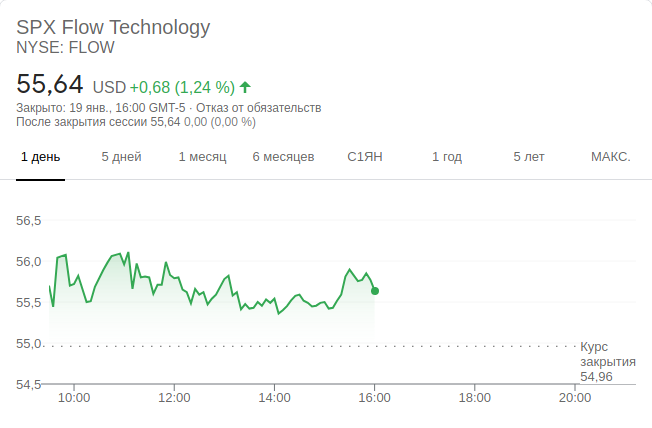 SPX Flow Technology
NYSE: FLOW
55,64 USD +0,68 (1,24 %)
Закрыто: 19 янв., 16:00 GMT-5 · Отказ от обязательств
После закрытия сессии 55,64 0,00 (0,00 %)
1 день 5 дней 1 месяц 6 месяцев С1ЯН 1 год 5 лет МАКС.
56,5
56,0
55,5
55,0
Курс
закрытия
54,96
54,5
10:00 12:00 14:00 16:00 18:00 20:00